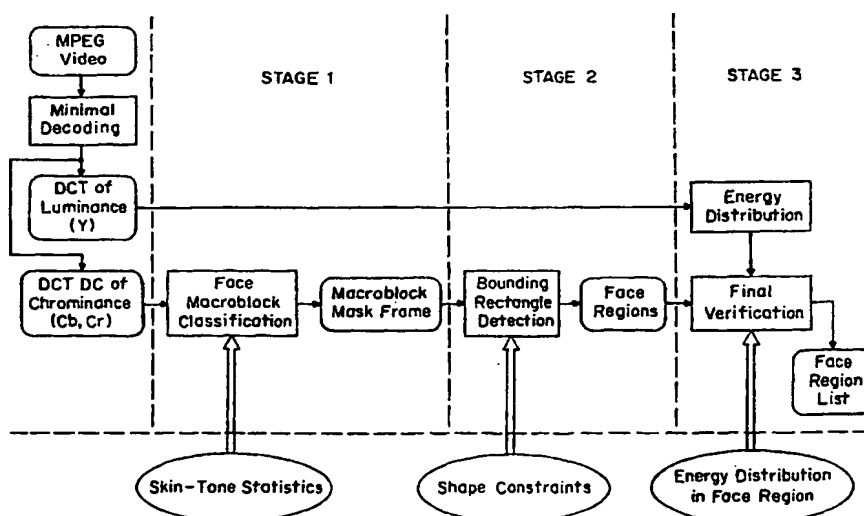 MPEG
Video
Minimal
Decoding
DCT of
Luminance
(Y)
DCT DC of
Chrominance
(Cb, Cr)
STAGE 1
Face
Macroblock
Classification
Macroblock
Mask Frame
STAGE 2
Bounding
Rectangle
Detection
Face
Regions
STAGE 3
Energy
Distribution
Final
Verification
Face
Region
List
Skin-Tone Statistics
Shape Constraints
Energy Distribution
in Face Region